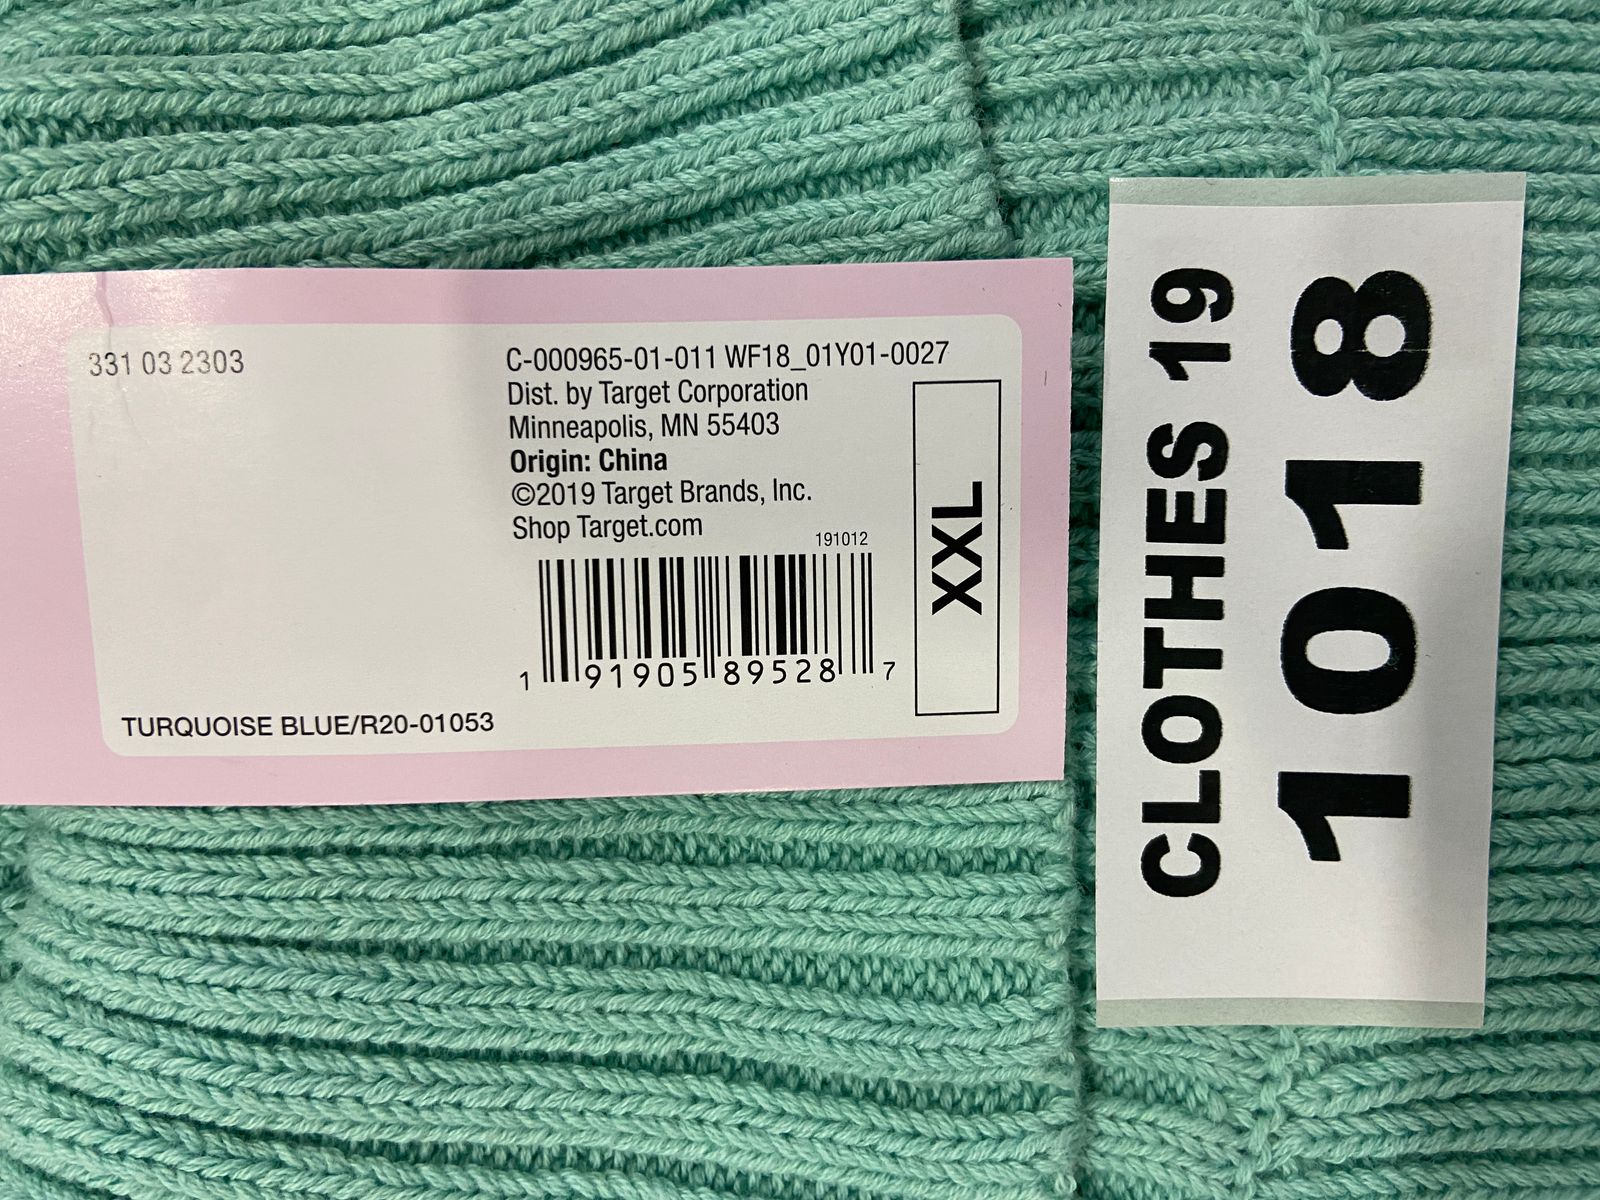 331 03 2303
C-000965-01-011 WF18_01Y01-0027
Dist. by Target Corporation
Minneapolis, MN 55403
Origin: China
©2019 Target Brands, Inc.
Shop Target.com
191012
1 91905 89528 7
XXL
TURQUOISE BLUE/R20-01053
CLOTHES 19
1018